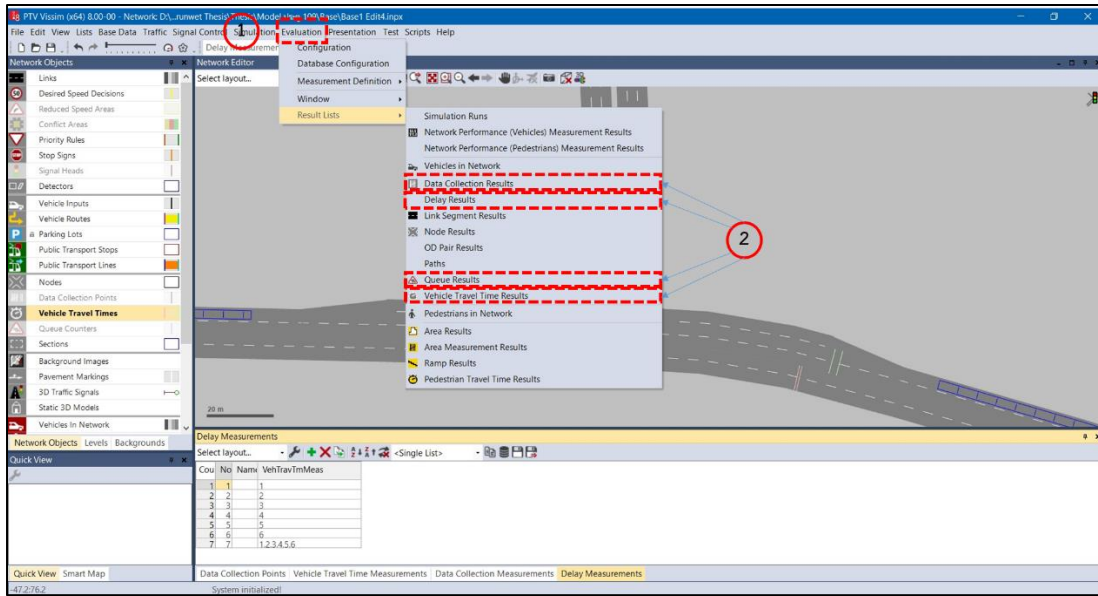 PTV Vissim (x64) 8.00-00 - Network: D:\...runwet Thesis\Thesis\Model 109\Base\Base1 Edit4.inpx
File Edit View Lists Base Data Traffic Signal Control Simulation Evaluation Presentation Test Scripts Help
1
Configuration
Database Configuration
Measurement Definition
Window
Result Lists
Network Objects
Links
Desired Speed Decisions
Reduced Speed Areas
Conflict Areas
Priority Rules
Stop Signs
Signal Heads
Detectors
Vehicle Inputs
Vehicle Routes
Parking Lots
Public Transport Stops
Public Transport Lines
Nodes
Data Collection Points
Vehicle Travel Times
Queue Counters
Sections
Background Images
Pavement Markings
3D Traffic Signals
Static 3D Models
Vehicles In Network
Network Objects Levels Backgrounds
Quick View
Quick View Smart Map
Network Editor
Select layout...
Simulation Runs
Network Performance (Vehicles) Measurement Results
Network Performance (Pedestrians) Measurement Results
Vehicles in Network
Data Collection Results
Delay Results
Link Segment Results
Node Results
OD Pair Results
Paths
Queue Results
Vehicle Travel Time Results
Pedestrians in Network
Area Results
Area Measurement Results
Ramp Results
Pedestrian Travel Time Results
2
20 m
Delay Measurements
Select layout... <Single List>
Cou No Name VehTravTmMeas
1 1 1
2 2 2
3 3 3
4 4 4
5 5 5
6 6 6
7 7 1,2,3,4,5,6
Data Collection Points Vehicle Travel Time Measurements Data Collection Measurements Delay Measurements
-47.2:76.2 System initialized!